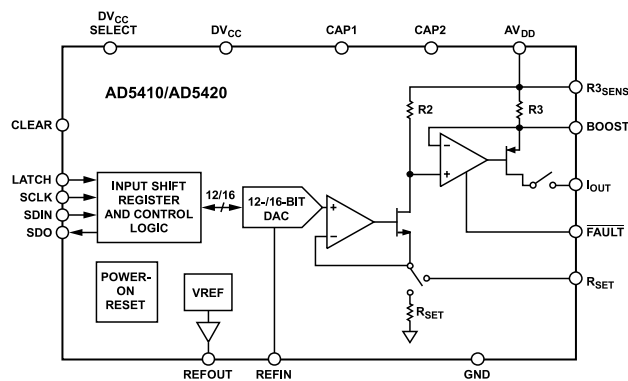 DVCC
SELECT
DVCC
CAP1
CAP2
AVDD
AD5410/AD5420
R2
R3
R3SENS
BOOST
CLEAR
LATCH
SCLK
SDIN
SDO
INPUT SHIFT
REGISTER
AND CONTROL
LOGIC
12/16
12-/16-BIT
DAC
+
−
−
+
IOUT
FAULT
RSET
POWER-
ON
RESET
VREF
RSET
REFOUT
REFIN
GND